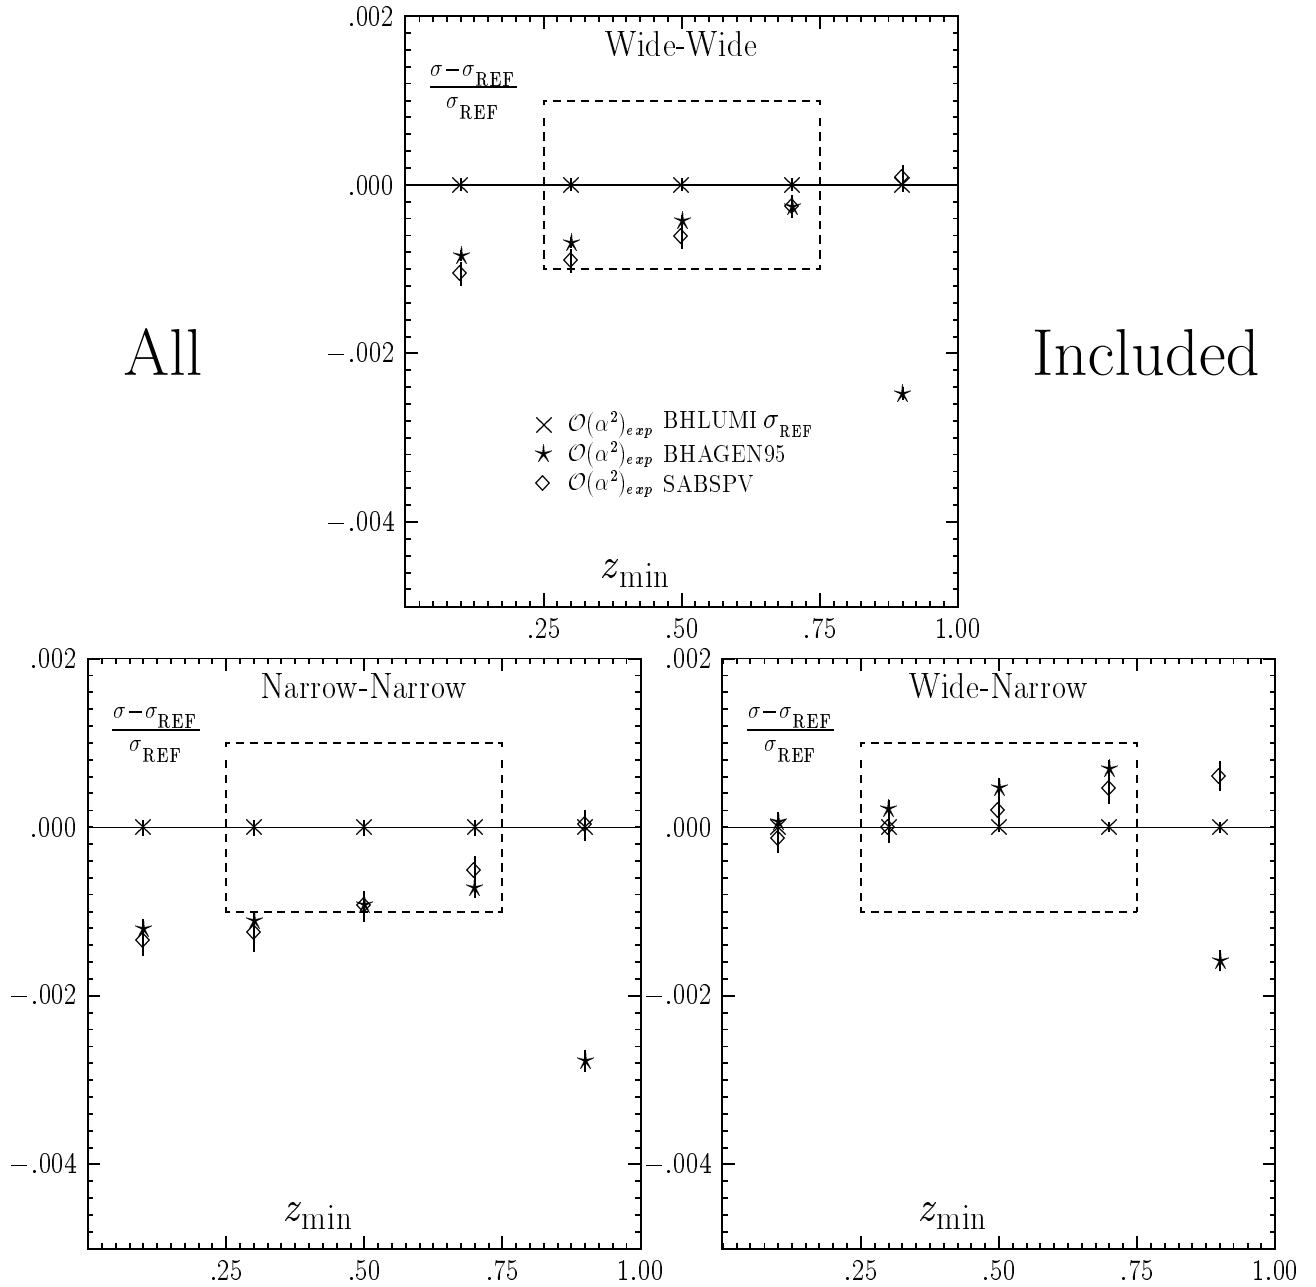 .002
Wide-Wide
σ−σREF
σREF
.000
All
Included
−.002
× O(α²)exp BHLUMI σREF
★ O(α²)exp BHAGEN95
◇ O(α²)exp SABSPV
−.004
zmin
.25 .50 .75 1.00
.002
Narrow-Narrow
σ−σREF
σREF
.000
−.002
−.004
zmin
.25 .50 .75 1.00
.002
Wide-Narrow
σ−σREF
σREF
.000
−.002
−.004
zmin
.25 .50 .75 1.00